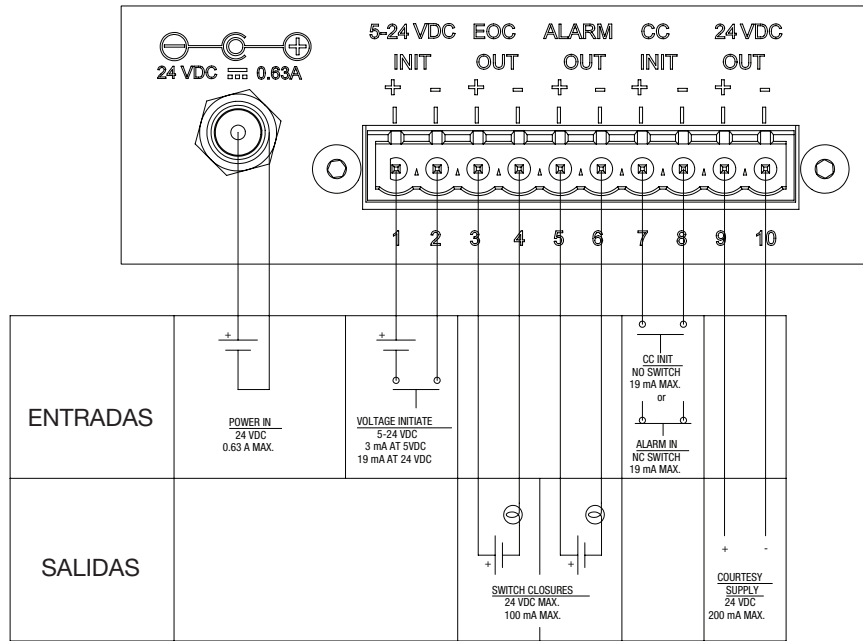 5-24 VDC EOC ALARM CC 24 VDC
INIT OUT OUT INIT OUT
24 VDC 0.63A
+ - + - + - + - + -
1 2 3 4 5 6 7 8 9 10
ENTRADAS
+
POWER IN
24 VDC
0.63 A MAX.
+
VOLTAGE INITIATE
5-24 VDC
3 mA AT 5VDC
19 mA AT 24 VDC
CC INIT
NO SWITCH
19 mA MAX.
or
ALARM IN
NC SWITCH
19 mA MAX.
SALIDAS
+ +
SWITCH CLOSURES
24 VDC MAX.
100 mA MAX.
+ -
COURTESY
SUPPLY
24 VDC
200 mA MAX.